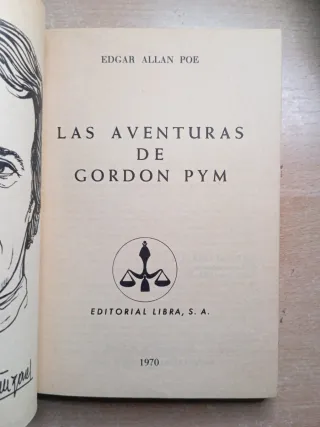 EDGAR ALLAN POE
LAS AVENTURAS
DE
GORDON PYM
EDITORIAL LIBRA, S. A.
1970